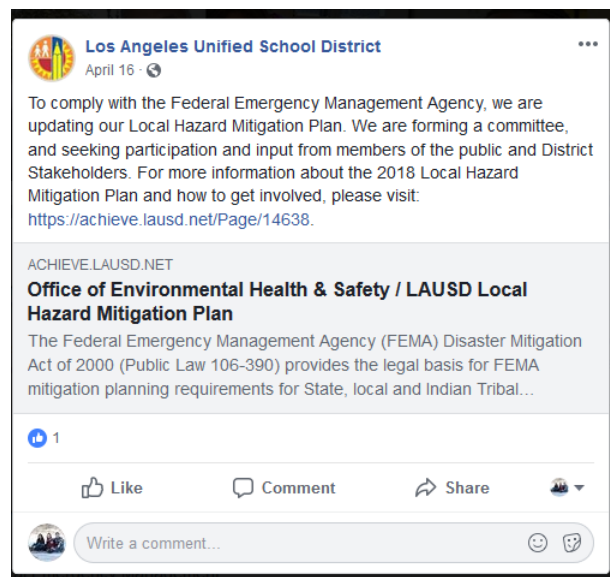 Los Angeles Unified School District
April 16 ·
To comply with the Federal Emergency Management Agency, we are
updating our Local Hazard Mitigation Plan. We are forming a committee,
and seeking participation and input from members of the public and District
Stakeholders. For more information about the 2018 Local Hazard
Mitigation Plan and how to get involved, please visit:
https://achieve.lausd.net/Page/14638.
ACHIEVE.LAUSD.NET
Office of Environmental Health & Safety / LAUSD Local
Hazard Mitigation Plan
The Federal Emergency Management Agency (FEMA) Disaster Mitigation
Act of 2000 (Public Law 106-390) provides the legal basis for FEMA
mitigation planning requirements for State, local and Indian Tribal...
1
Like Comment Share
Write a comment...